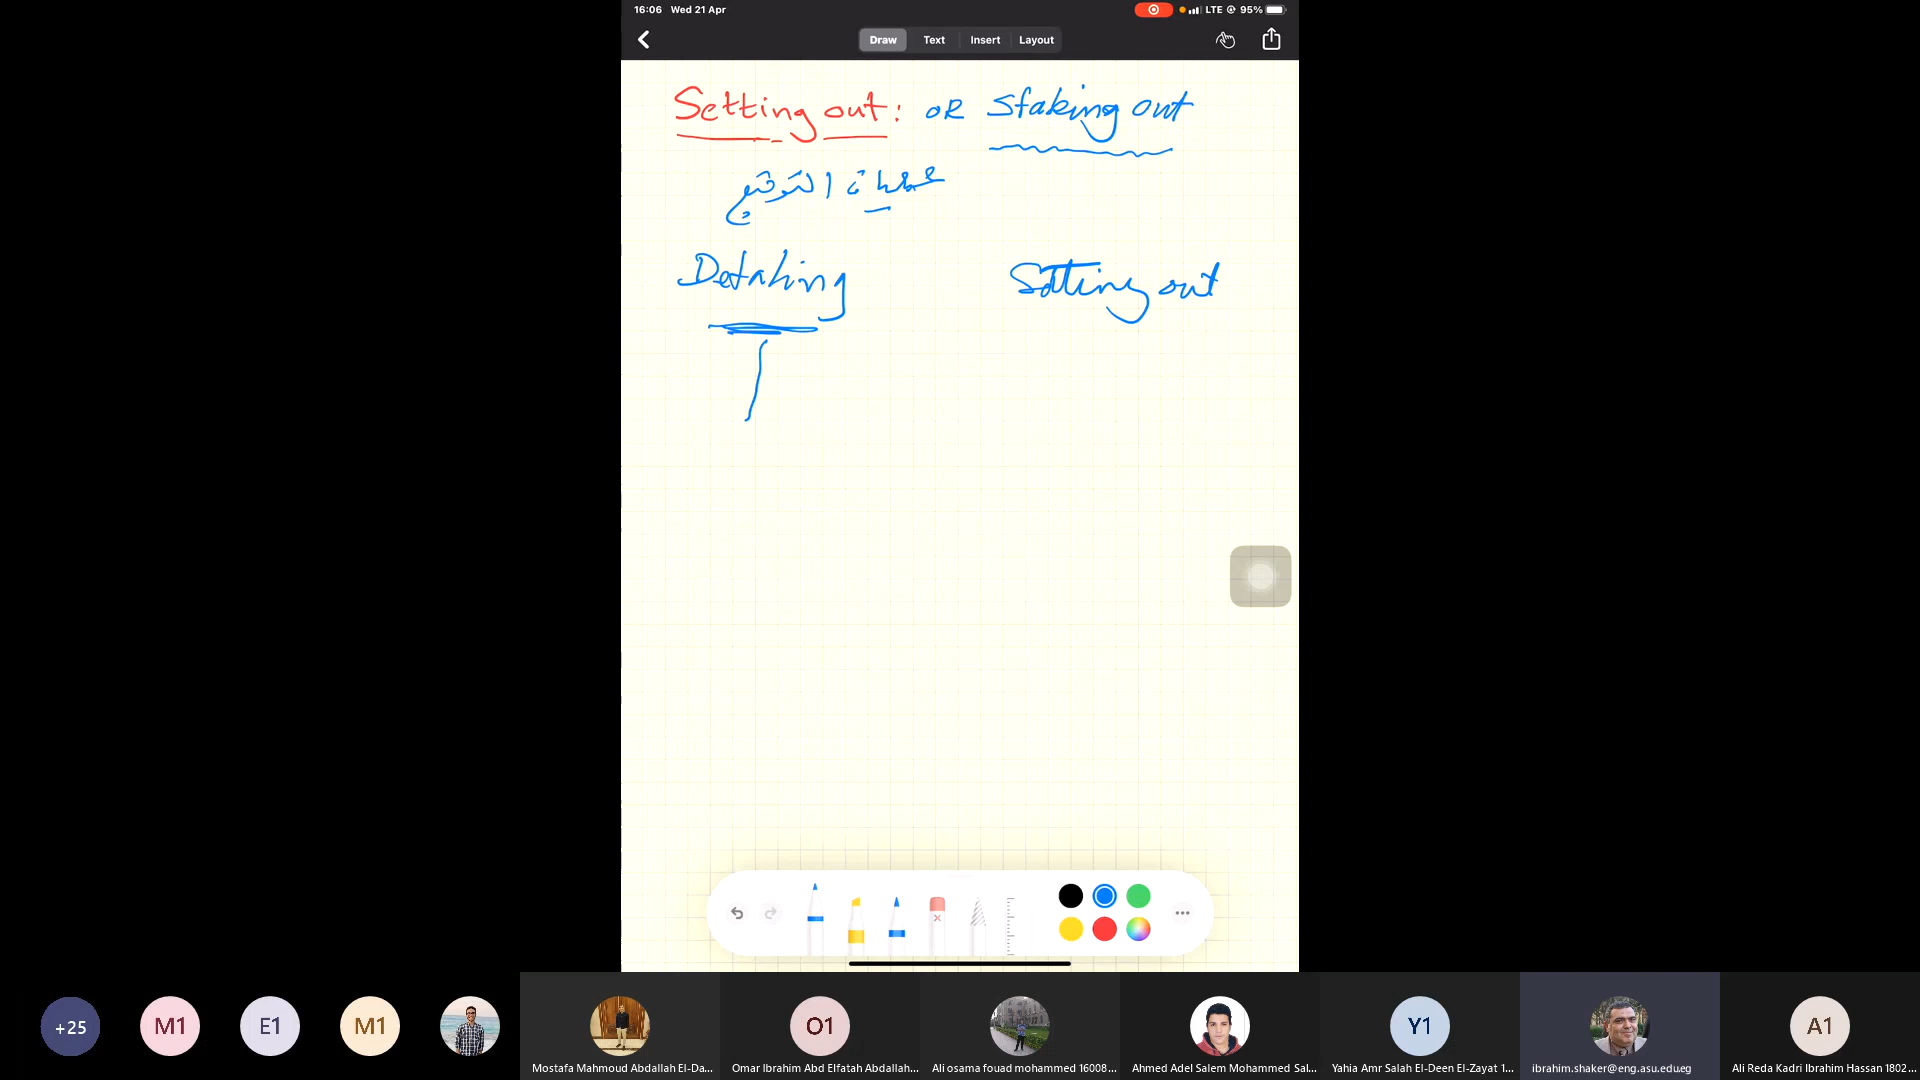 16:06 Wed 21 Apr LTE 95%
Draw Text Insert Layout
Setting out: OR Staking out
عملية التوقيع
Detaling Setting out
+25 M1 E1 M1 O1 Y1 A1
Mostafa Mahmoud Abdallah El-Da... Omar Ibrahim Abd Elfatah Abdallah... Ali osama fouad mohammed 16008... Ahmed Adel Salem Mohammed Sal... Yahia Amr Salah El-Deen El-Zayat 1... ibrahim.shaker@eng.asu.edu.eg Ali Reda Kadri Ibrahim Hassan 1802...